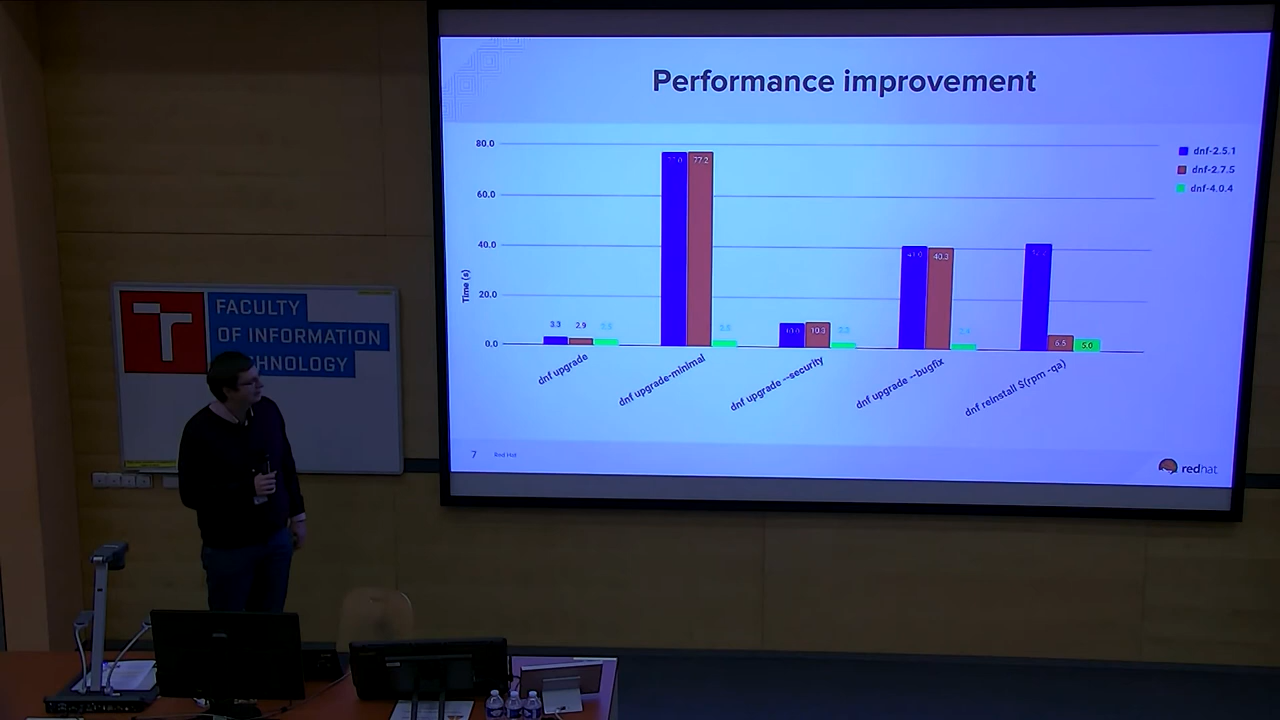 Performance improvement
80.0
60.0
40.0
20.0
0.0
Time (s)
77.2
3.3
2.9
10.3
40.3
6.5
5.0
dnf upgrade
dnf upgrade-minimal
dnf upgrade --security
dnf upgrade --bugfix
dnf reinstall $(rpm -qa)
dnf-2.5.1
dnf-2.7.5
dnf-4.0.4
7
Red Hat
redhat
T
FACULTY
OF INFORMATION
CHNOLOGY